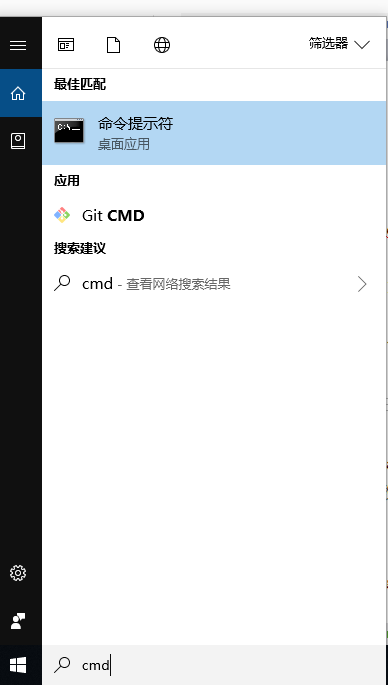 筛选器
最佳匹配
C:\_
命令提示符
桌面应用
应用
Git CMD
搜索建议
cmd - 查看网络搜索结果
cmd